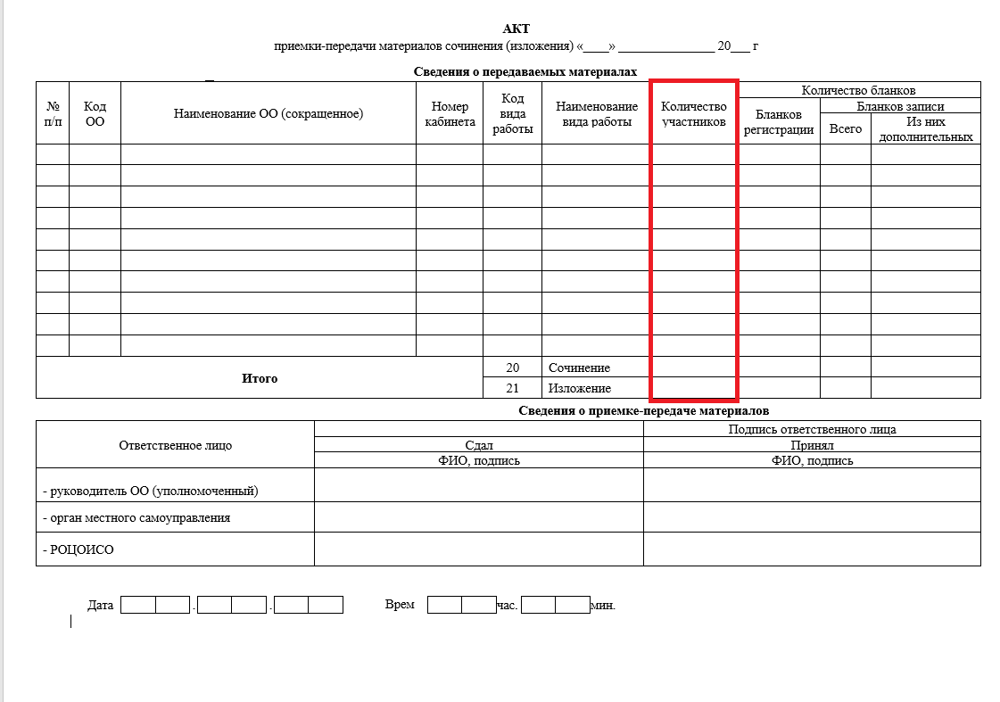 АКТ
приемки-передачи материалов сочинения (изложения) «____» ________________ 20___ г
Сведения о передаваемых материалах
№ п/п
Код ОО
Наименование ОО (сокращенное)
Номер кабинета
Код вида работы
Наименование вида работы
Количество участников
Количество бланков
Бланков регистрации
Бланков записи
Всего
Из них дополнительных
Итого
20 Сочинение
21 Изложение
Сведения о приемке-передаче материалов
Ответственное лицо
Подпись ответственного лица
Сдал
Принял
ФИО, подпись
ФИО, подпись
- руководитель ОО (уполномоченный)
- орган местного самоуправления
- РОЦОИСО
Дата . . Врем час. мин.